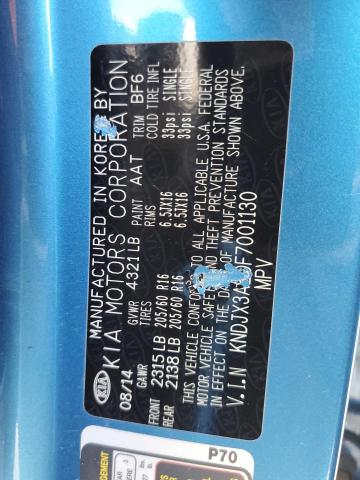 MANUFACTURED IN KOREA BY
KIA MOTORS CORPORATION
KIA
08/14 GVWR 4321LB PAINT AAT TRIM BF6
GAWR TIRES RIMS COLD TIRE INFL
FRONT 2315LB 205/60 R16 6.5JX16 33psi SINGLE
REAR 2138LB 205/60 R16 6.5JX16 33psi SINGLE
THIS VEHICLE CONFORMS TO ALL APPLICABLE U.S.A. FEDERAL
MOTOR VEHICLE SAFETY AND THEFT PREVENTION STANDARDS
IN EFFECT ON THE DATE OF MANUFACTURE SHOWN ABOVE.
V.I.N KNDJX3A 7001130
MPV
P70